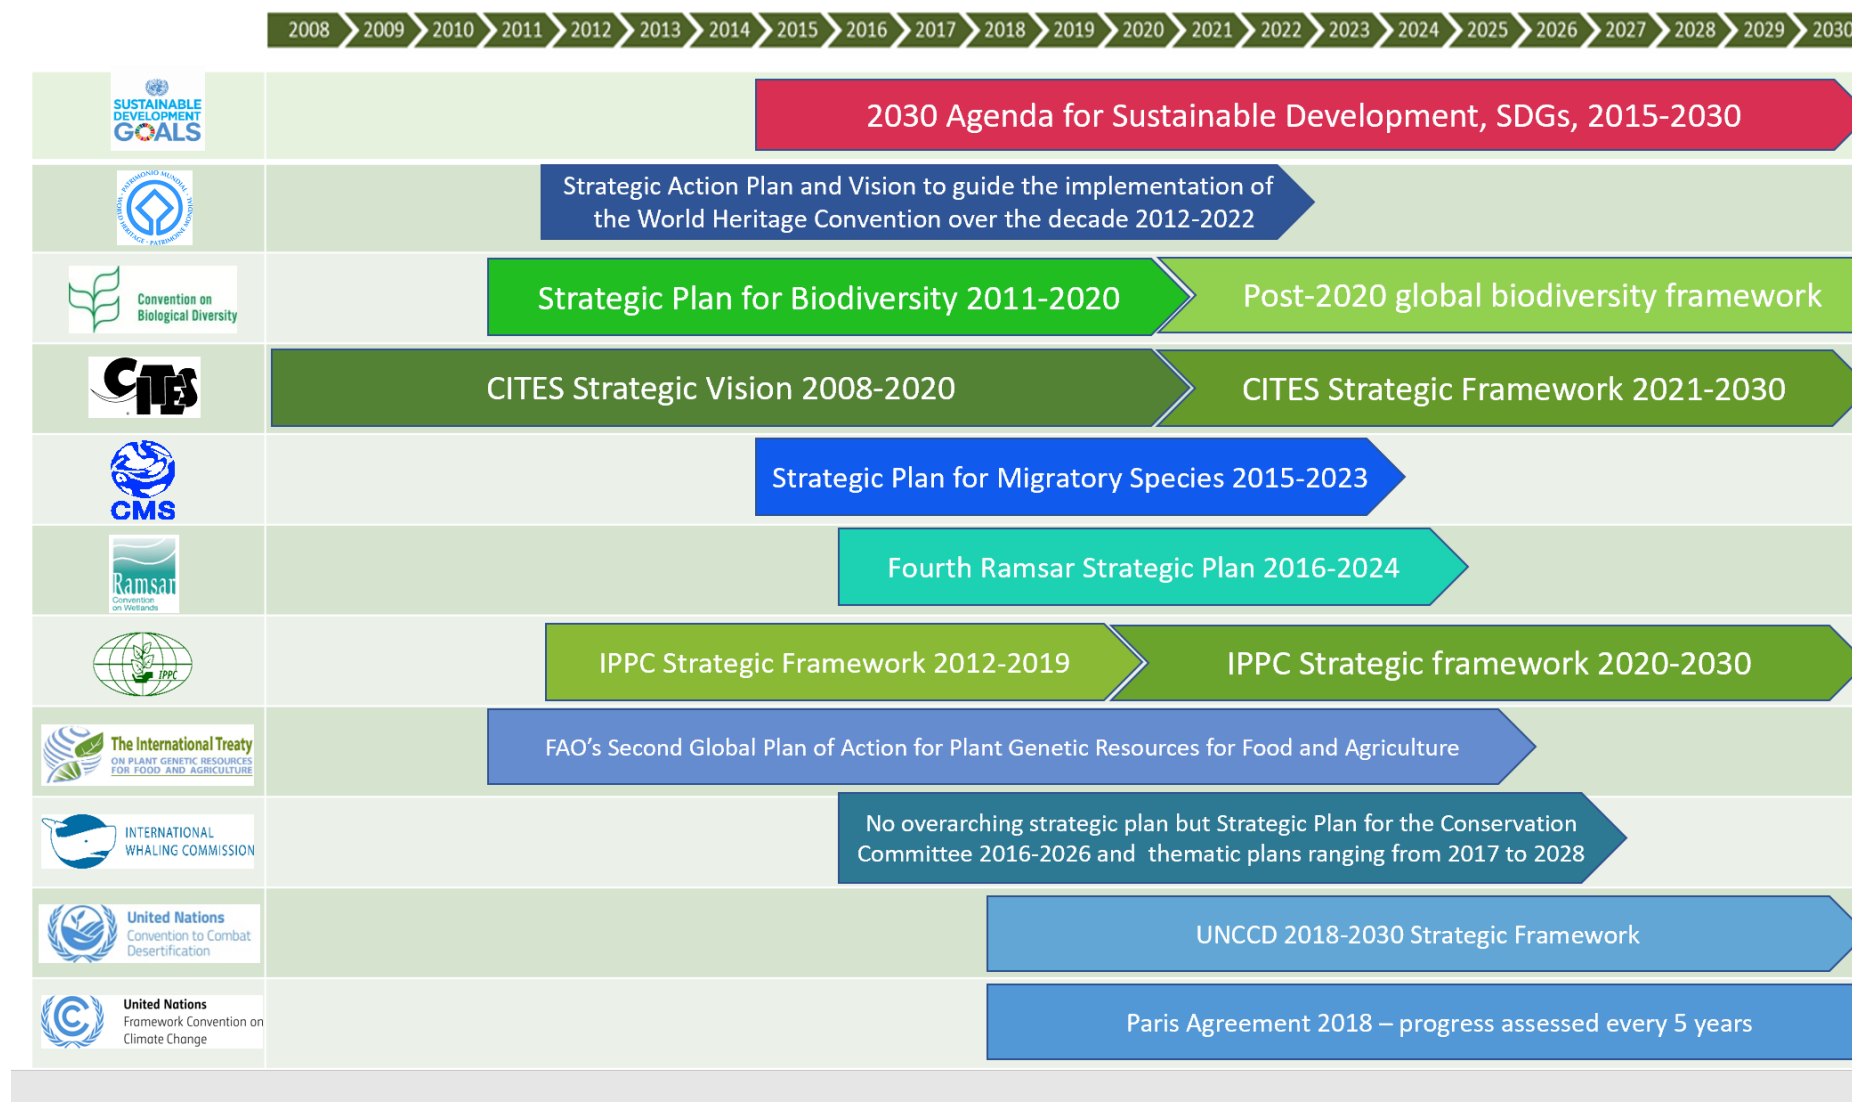 2008 2009 2010 2011 2012 2013 2014 2015 2016 2017 2018 2019 2020 2021 2022 2023 2024 2025 2026 2027 2028 2029 2030
SUSTAINABLE
DEVELOPMENT
GOALS
2030 Agenda for Sustainable Development, SDGs, 2015-2030
PATRIMONIO MUNDIAL
WORLD HERITAGE
PATRIMOINE MONDIAL
Strategic Action Plan and Vision to guide the implementation of
the World Heritage Convention over the decade 2012-2022
Convention on
Biological Diversity
Strategic Plan for Biodiversity 2011-2020
Post-2020 global biodiversity framework
CITES
CITES Strategic Vision 2008-2020
CITES Strategic Framework 2021-2030
CMS
Strategic Plan for Migratory Species 2015-2023
Ramsar
Convention
on Wetlands
Fourth Ramsar Strategic Plan 2016-2024
IPPC
IPPC Strategic Framework 2012-2019
IPPC Strategic framework 2020-2030
The International Treaty
ON PLANT GENETIC RESOURCES
FOR FOOD AND AGRICULTURE
FAO’s Second Global Plan of Action for Plant Genetic Resources for Food and Agriculture
INTERNATIONAL
WHALING COMMISSION
No overarching strategic plan but Strategic Plan for the Conservation
Committee 2016-2026 and thematic plans ranging from 2017 to 2028
United Nations
Convention to Combat
Desertification
UNCCD 2018-2030 Strategic Framework
United Nations
Framework Convention on
Climate Change
Paris Agreement 2018 – progress assessed every 5 years